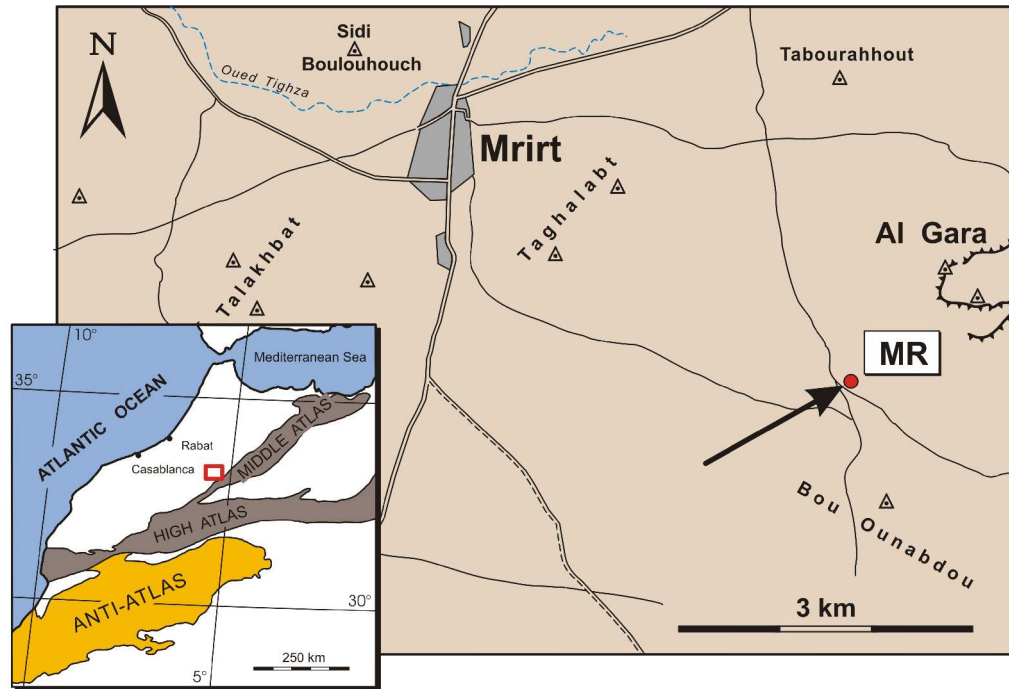 N
Sidi
Boulouhouch
Oued Tighza
Tabourahhout
Mrirt
Taghalabt
Talakhbat
Al Gara
MR
Bou Ounabdou
3 km
10°
35°
Mediterranean Sea
ATLANTIC OCEAN
Rabat
Casablanca
MIDDLE ATLAS
HIGH ATLAS
ANTI-ATLAS
30°
5°
250 km